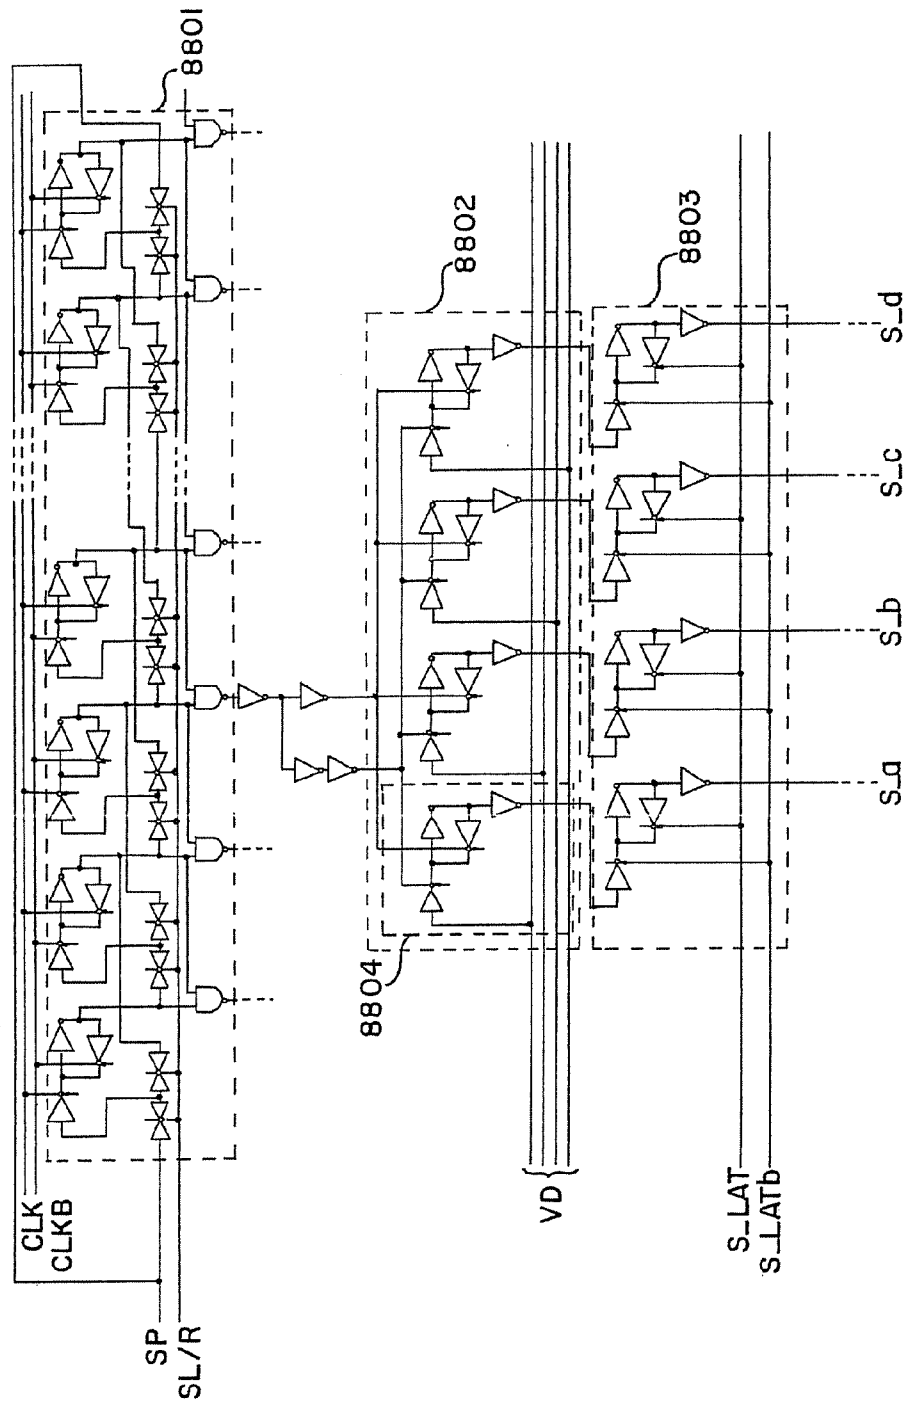 CLK
CLKB
SP
SL/R
8801
8802
8803
8804
VD
S_LAT
S_LATb
S_a
S_b
S_c
S_d